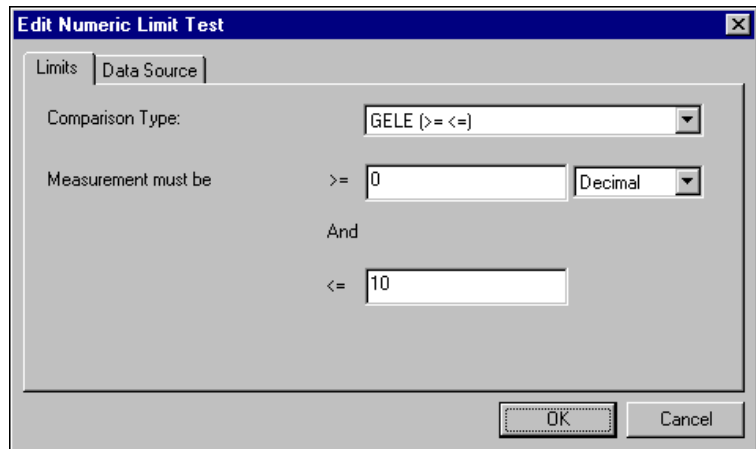 Edit Numeric Limit Test
Limits Data Source
Comparison Type: GELE (>= <=)
Measurement must be >= 0 Decimal
And
<= 10
OK Cancel